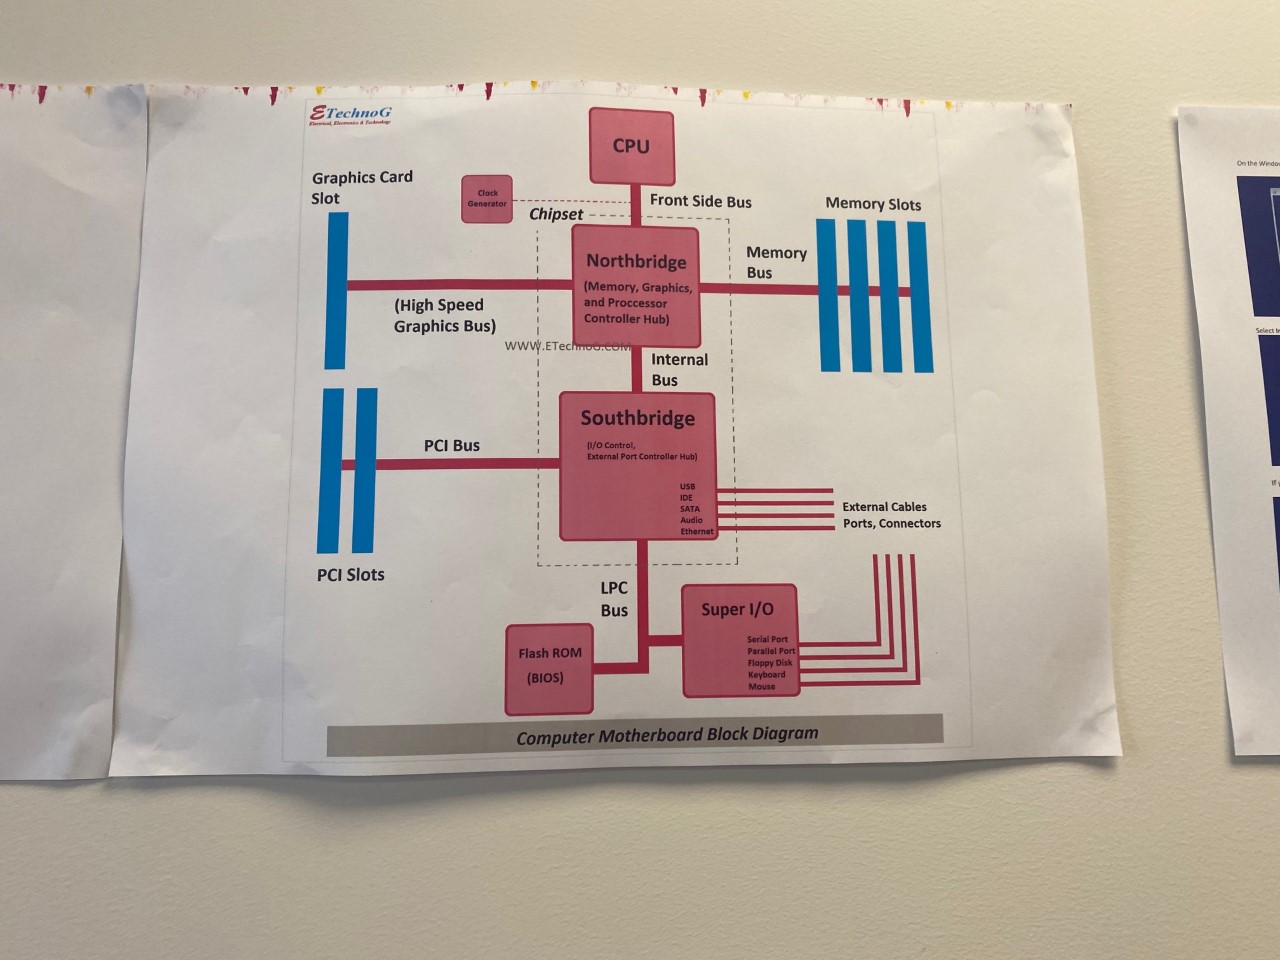 ETechnoG
Electrical, Electronics & Technology
CPU
Graphics Card
Slot
Clock
Generator
Chipset
Front Side Bus
Memory Slots
Northbridge
(Memory, Graphics,
and Proccessor
Controller Hub)
Memory
Bus
(High Speed
Graphics Bus)
WWW.ETechnoG.COM
Internal
Bus
Southbridge
(I/O Control,
External Port Controller Hub)
PCI Bus
USB
IDE
SATA
Audio
Ethernet
External Cables
Ports, Connectors
PCI Slots
LPC
Bus
Super I/O
Serial Port
Parallel Port
Floppy Disk
Keyboard
Mouse
Flash ROM
(BIOS)
Computer Motherboard Block Diagram
On the Window
Select